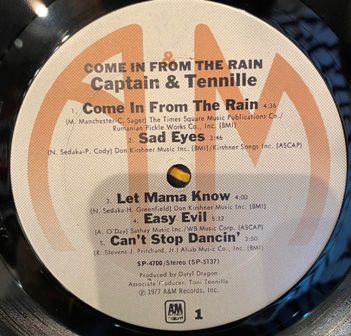 A&M
COME IN FROM THE RAIN
Captain & Tennille
1. Come In From The Rain 4:36
(M. Manchester-C. Sager) The Times Square Music Publications Co./
Rumanian Pickle Works Co., Inc. (BMI)
2. Sad Eyes 3:46
(N. Sedaka-P. Cody) Don Kirshner Music Inc. (BMI)/Kirshner Songs Inc. (ASCAP)
3. Let Mama Know 4:00
(N. Sedaka-H. Greenfield) Don Kirshner Music Inc. (BMI)
4. Easy Evil 5:32
(A. O'Day) Sashay Music Inc./WB Music Corp. (ASCAP)
5. Can't Stop Dancin' 3:50
(R. Stevens-J. Pritchard, Jr.) Ahab Music Co., Inc. (BMI)
SP-4700/Stereo (SP-5137)
Produced by Daryl Dragon
Associate Producer: Toni Tennille
Ⓟ 1977 A&M Records, Inc.
A&M
1